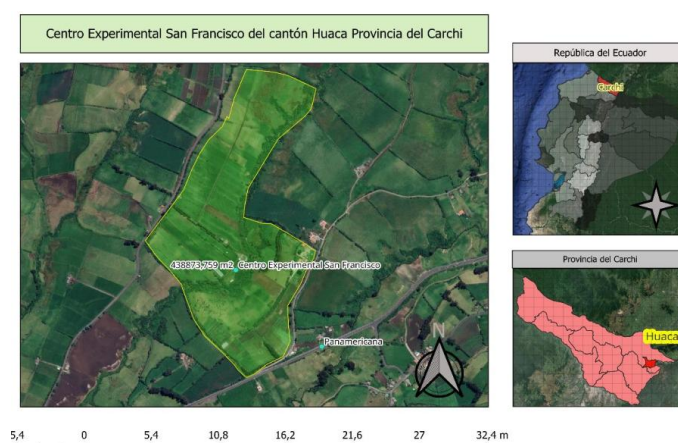 Centro Experimental San Francisco del cantón Huaca Provincia del Carchi
República del Ecuador
Carchi
438873,759 m2 Centro Experimental San Francisco
Panamericana
N
Provincia del Carchi
Huaca
5,4 0 5,4 10,8 16,2 21,6 27 32,4 m